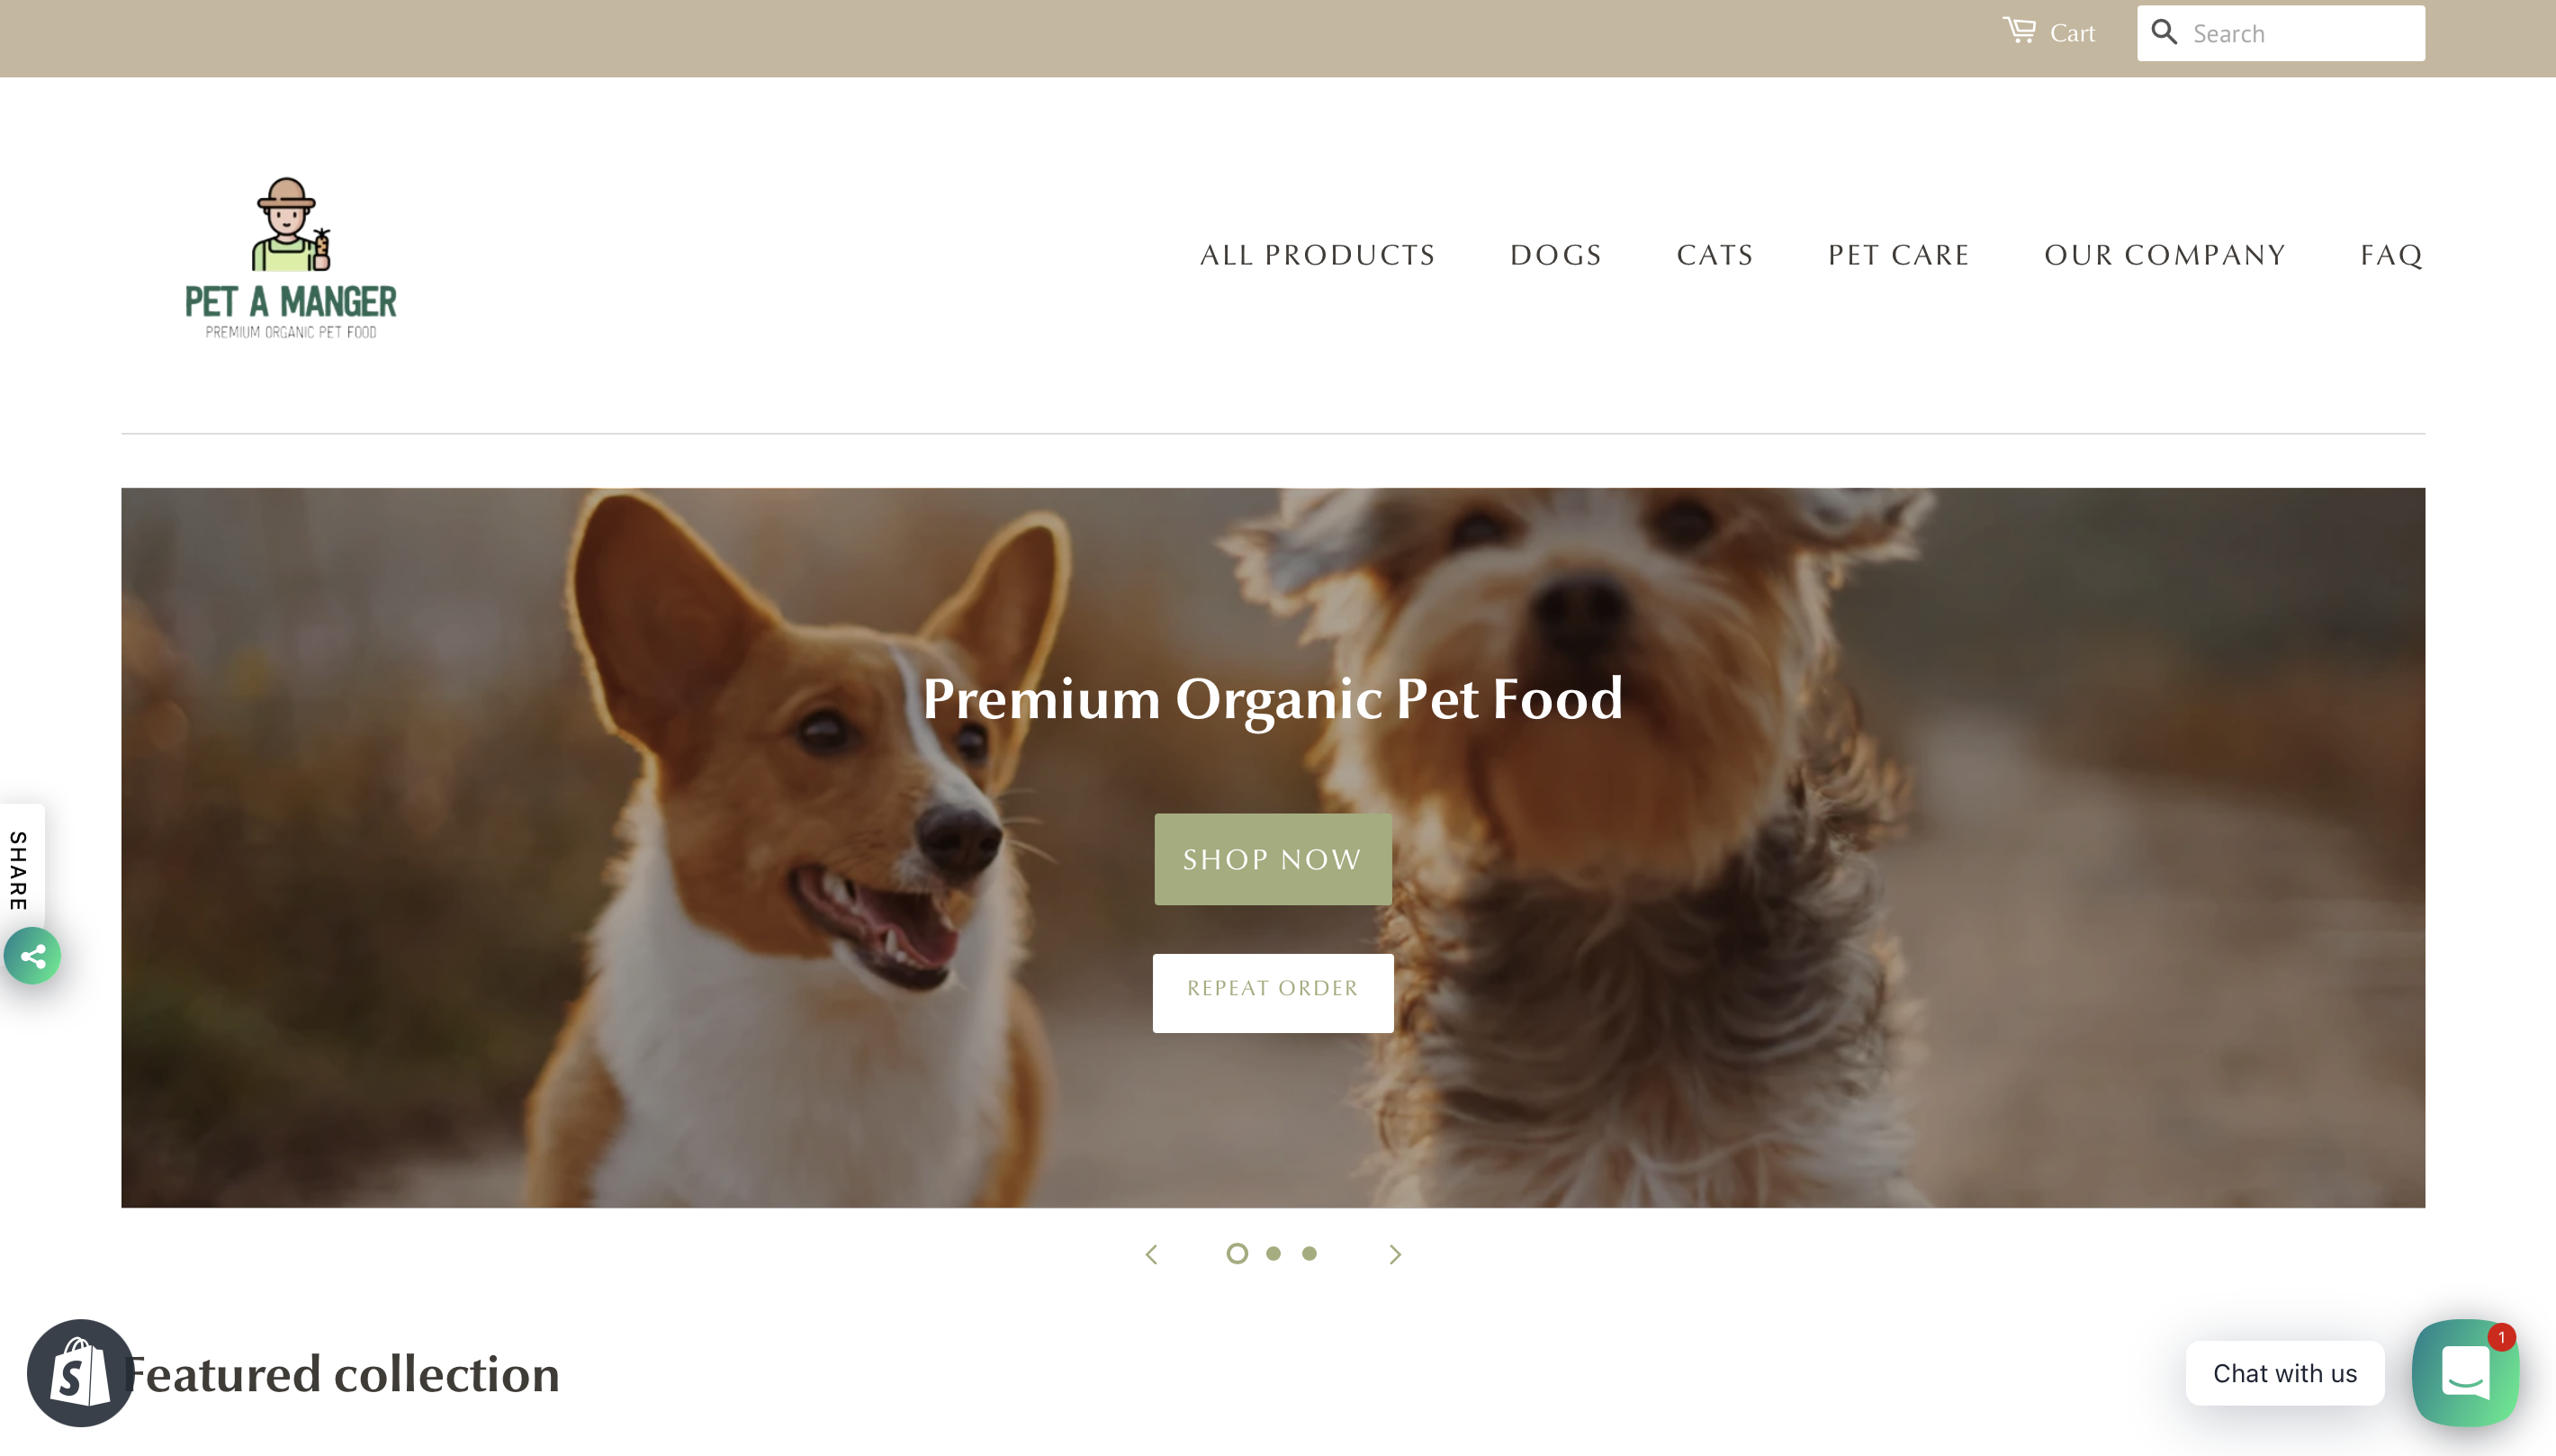 Cart
Search
PET A MANGER
PREMIUM ORGANIC PET FOOD
ALL PRODUCTS
DOGS
CATS
PET CARE
OUR COMPANY
FAQ
Premium Organic Pet Food
SHOP NOW
REPEAT ORDER
SHARE
Featured collection
Chat with us
1